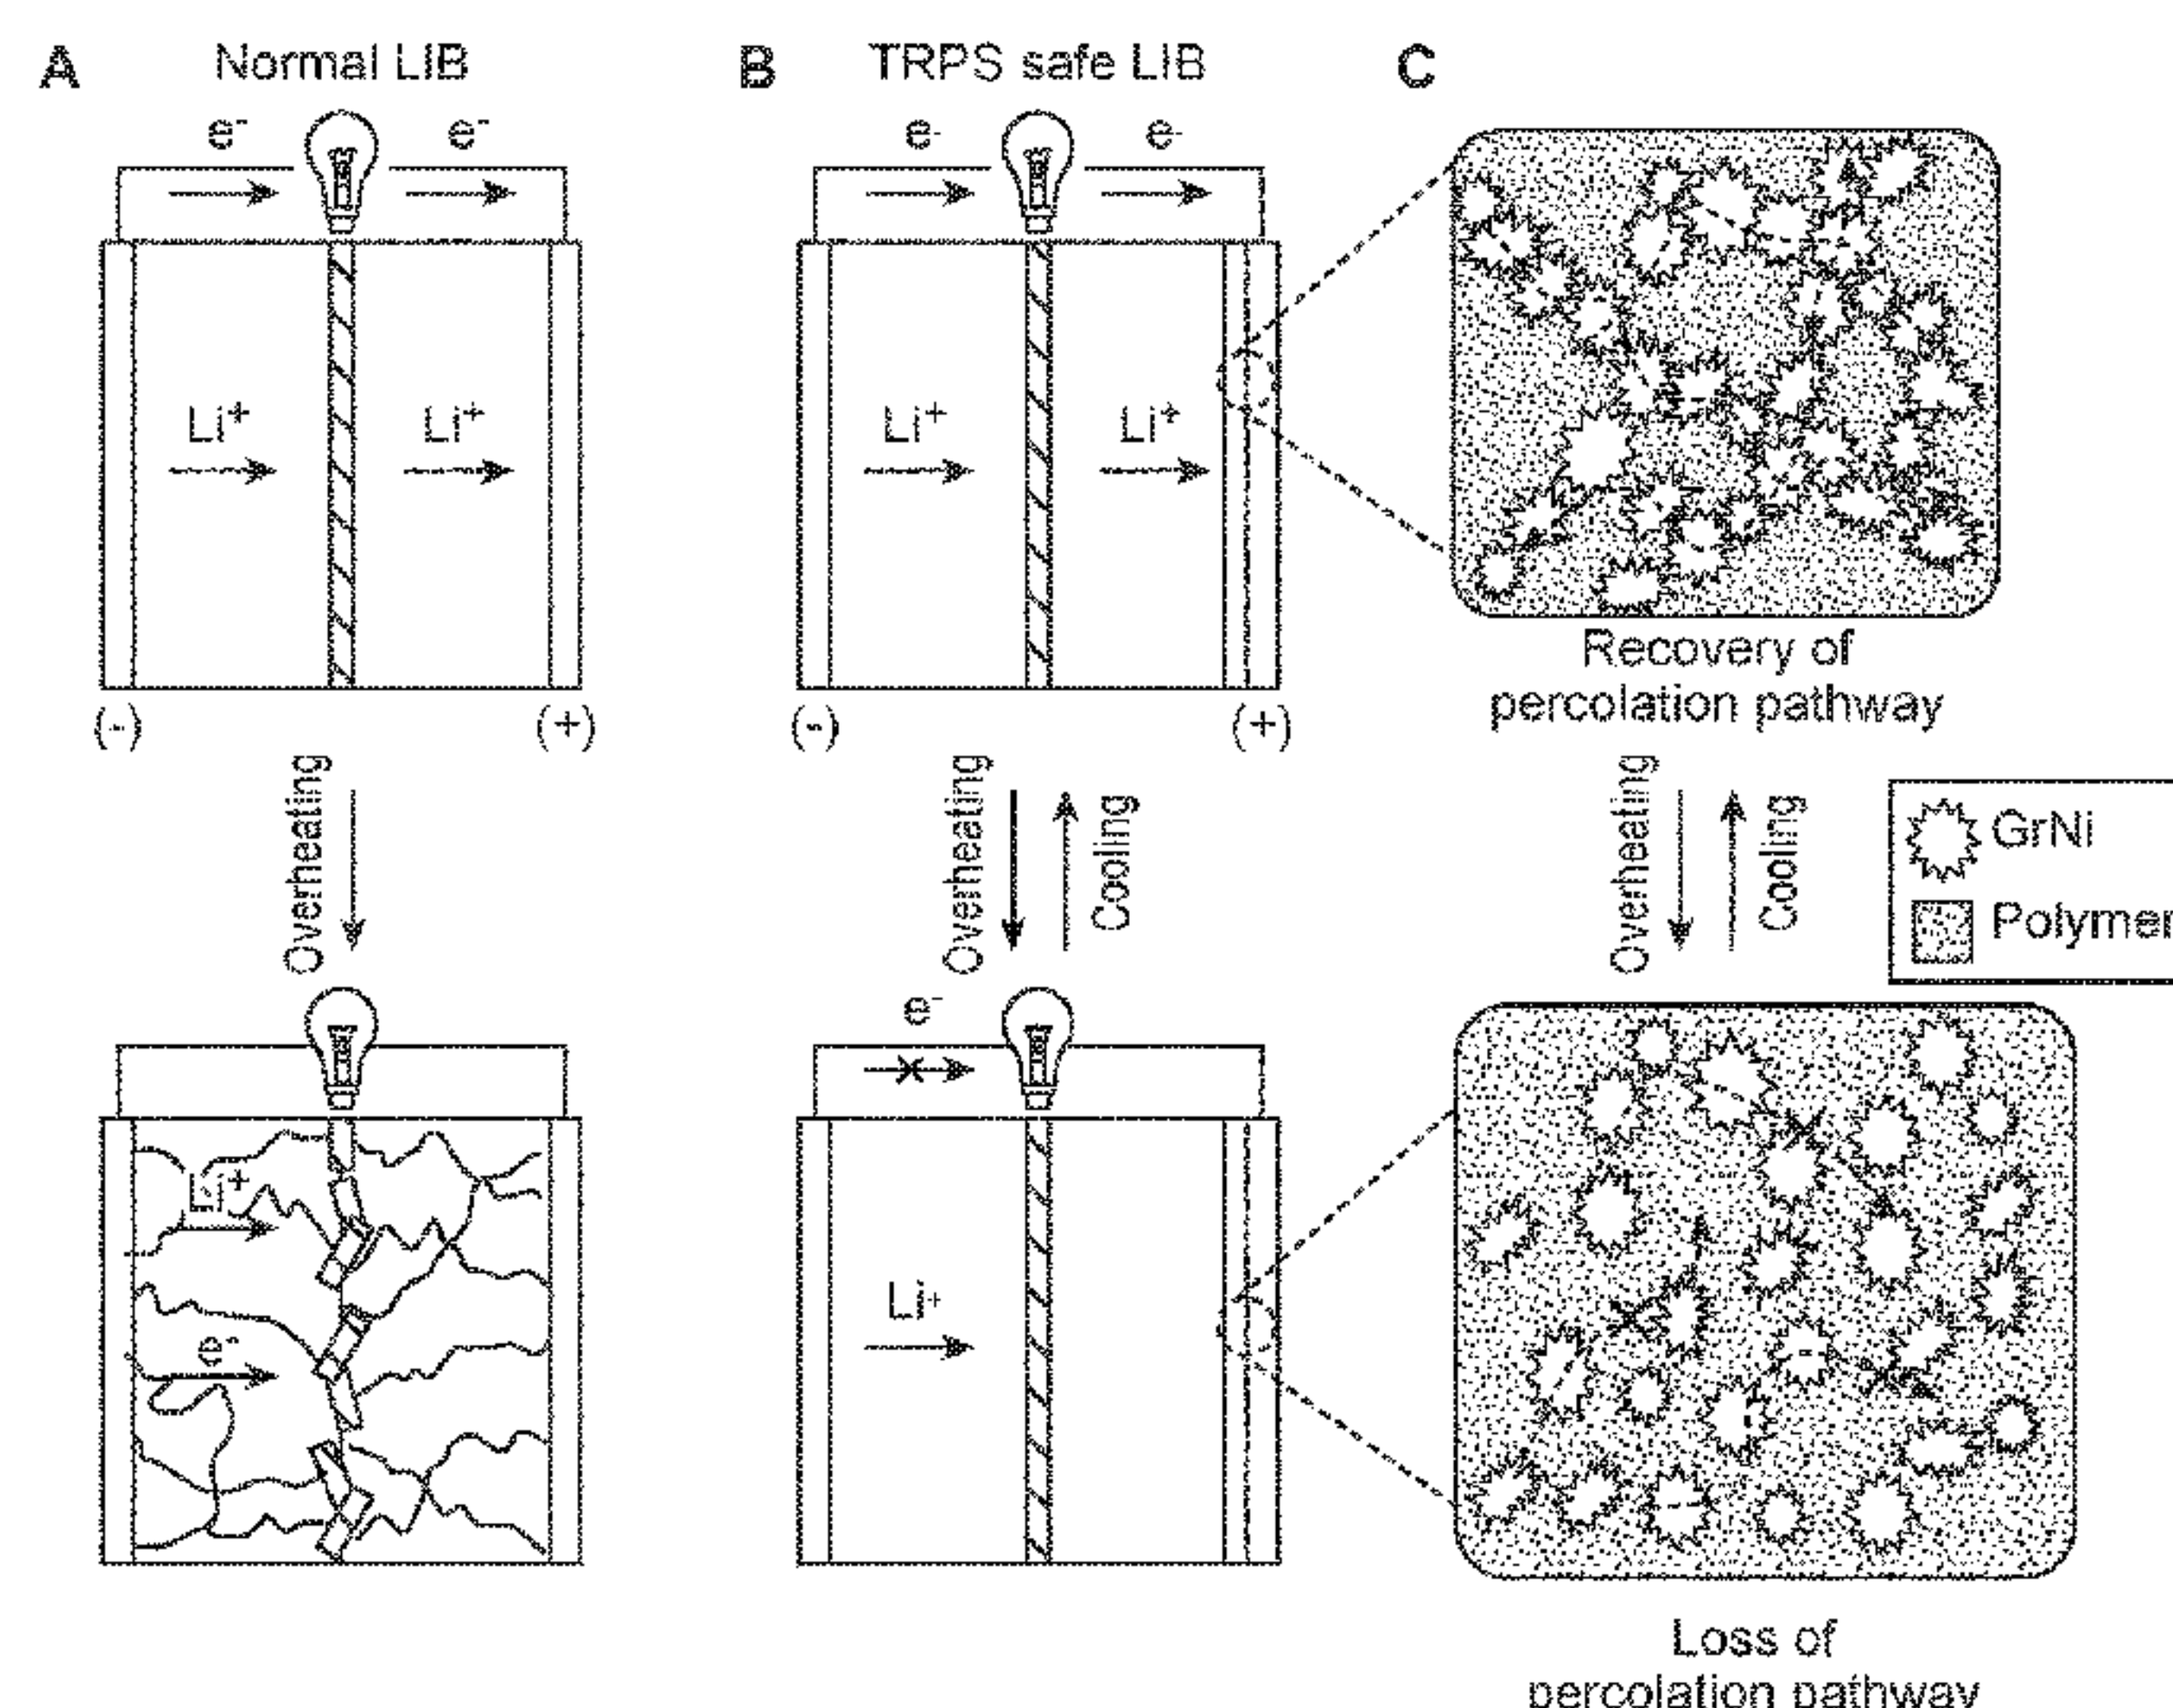 A
Normal LIB
e-
e-
Li+
Li+
(-)
(+)
Overheating
Li+
e-
B
TRPS safe LIB
e-
e-
Li+
Li+
(-)
(+)
Overheating
Cooling
e-
Li+
C
Recovery of
percolation pathway
Overheating
Cooling
GrNi
Polymer
Loss of
percolation pathway